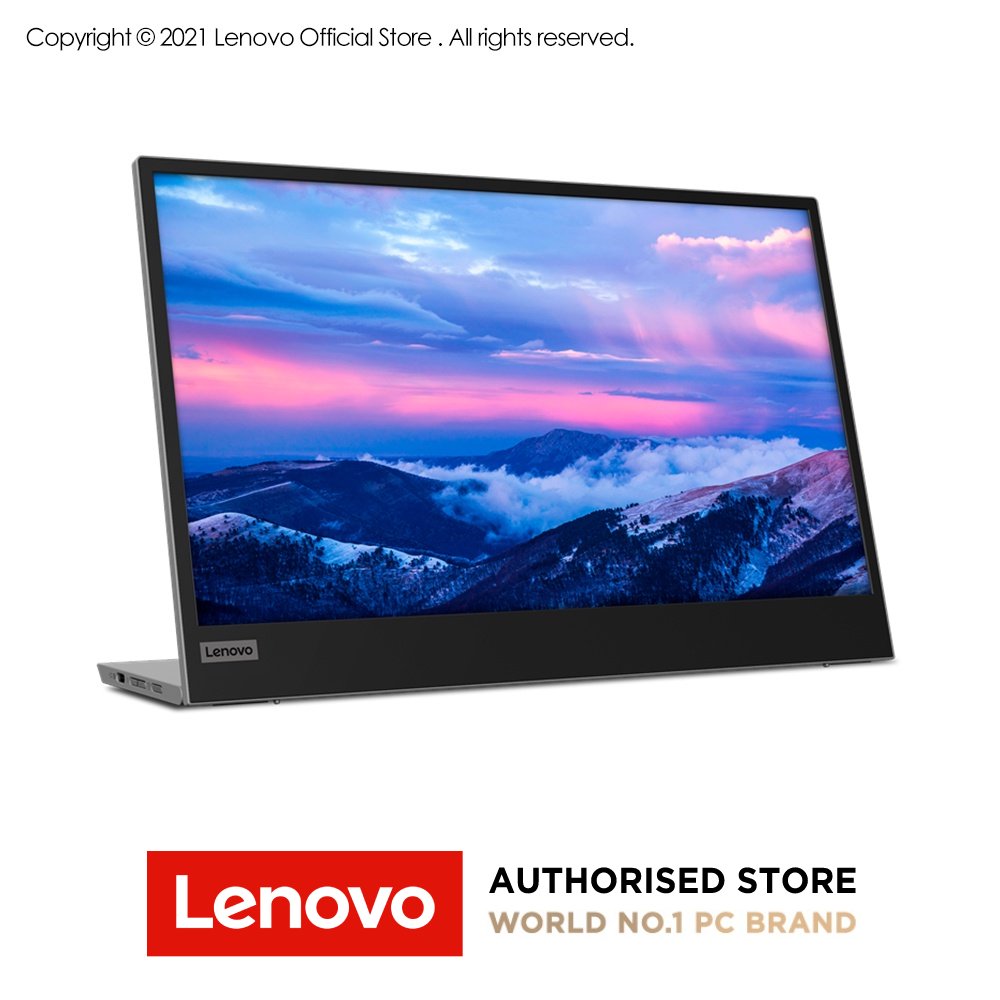 Copyright © 2021 Lenovo Official Store . All rights reserved.
Lenovo
Lenovo
AUTHORISED STORE
WORLD NO.1 PC BRAND